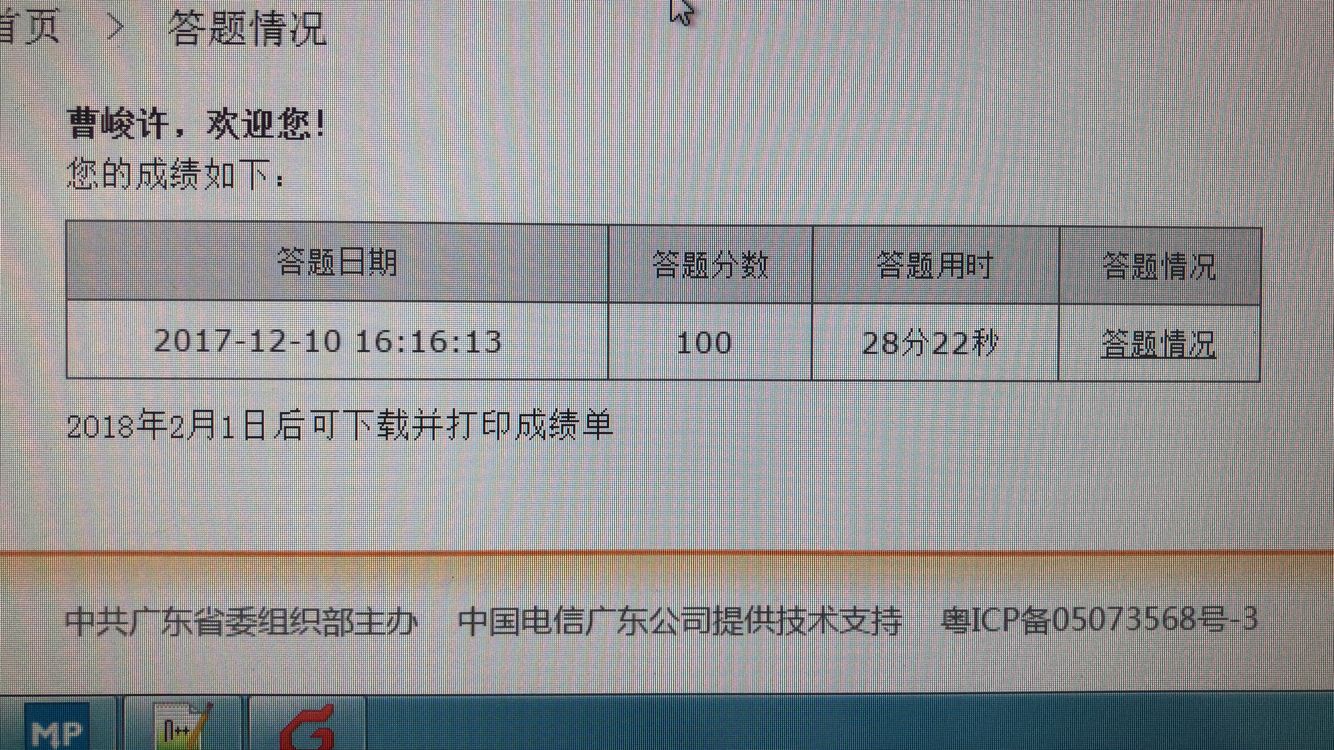 首页 > 答题情况
曹峻许，欢迎您！
您的成绩如下：
答题日期 答题分数 答题用时 答题情况
2017-12-10 16:16:13 100 28分22秒 答题情况
2018年2月1日后可下载并打印成绩单
中共广东省委组织部主办 中国电信广东公司提供技术支持 粤ICP备05073568号-3
MP n++